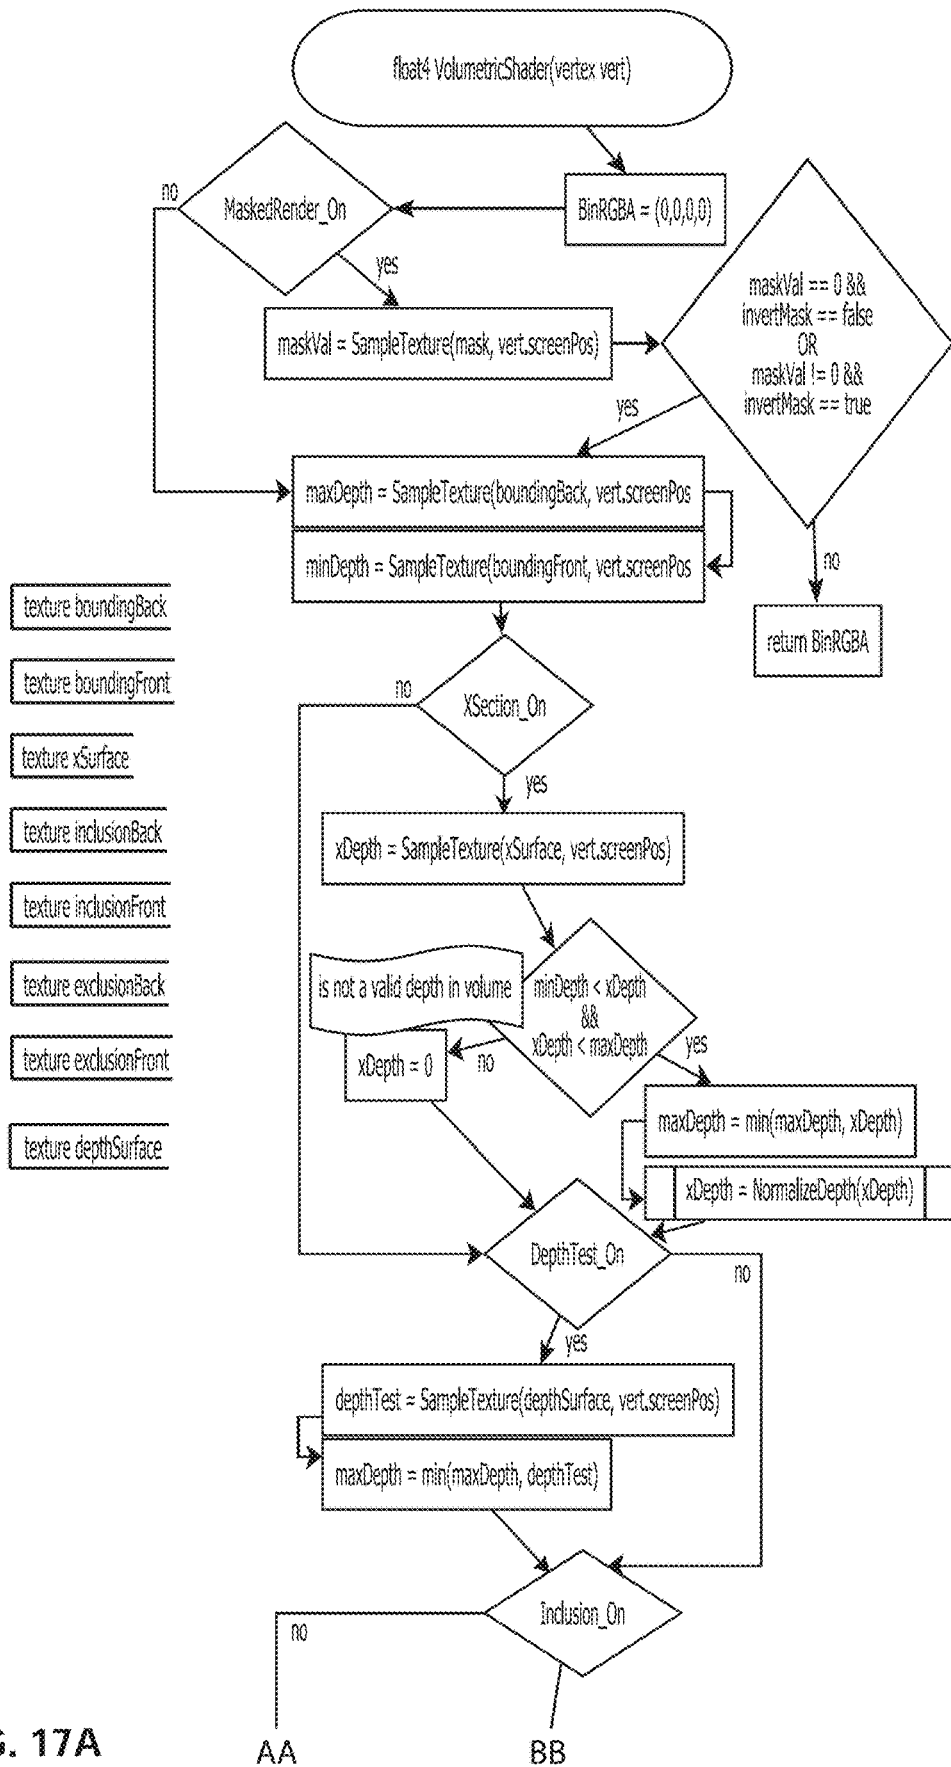 float4 VolumetricShader(vertex vert)
BinRGBA = (0,0,0,0)
MaskedRender_On
no
yes
maskVal = SampleTexture(mask, vert.screenPos)
maskVal == 0 &&
invertMask == false
OR
maskVal != 0 &&
invertMask == true
yes
no
return BinRGBA
maxDepth = SampleTexture(boundingBack, vert.screenPos
minDepth = SampleTexture(boundingFront, vert.screenPos
texture boundingBack
texture boundingFront
texture xSurface
texture inclusionBack
texture inclusionFront
texture exclusionBack
texture exclusionFront
texture depthSurface
XSection_On
no
yes
xDepth = SampleTexture(xSurface, vert.screenPos)
is not a valid depth in volume
minDepth < xDepth
&&
xDepth < maxDepth
no
yes
xDepth = 0
maxDepth = min(maxDepth, xDepth)
xDepth = NormalizeDepth(xDepth)
DepthTest_On
no
yes
depthTest = SampleTexture(depthSurface, vert.screenPos)
maxDepth = min(maxDepth, depthTest)
Inclusion_On
no
AA
BB
. 17A